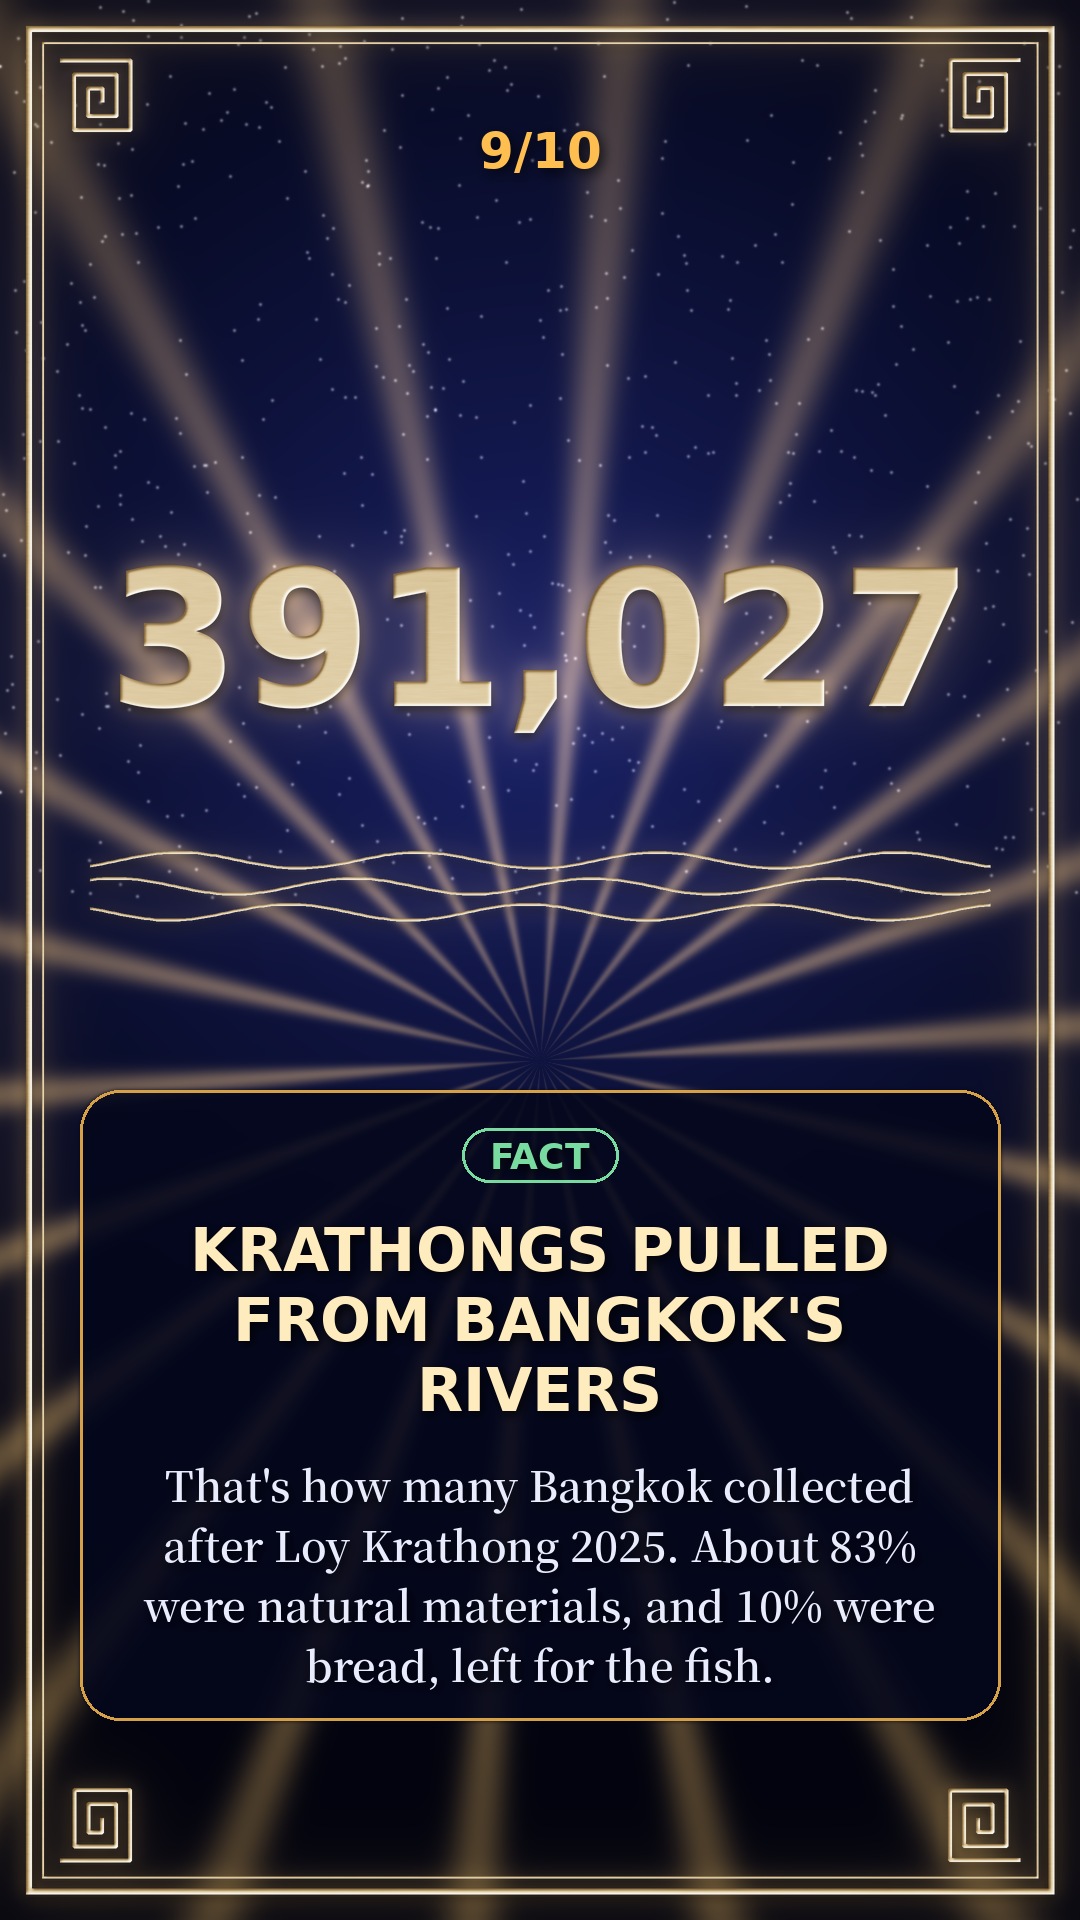 9/10
391,027
FACT
KRATHONGS PULLED
FROM BANGKOK'S
RIVERS
That's how many Bangkok collected
after Loy Krathong 2025. About 83%
were natural materials, and 10% were
bread, left for the fish.